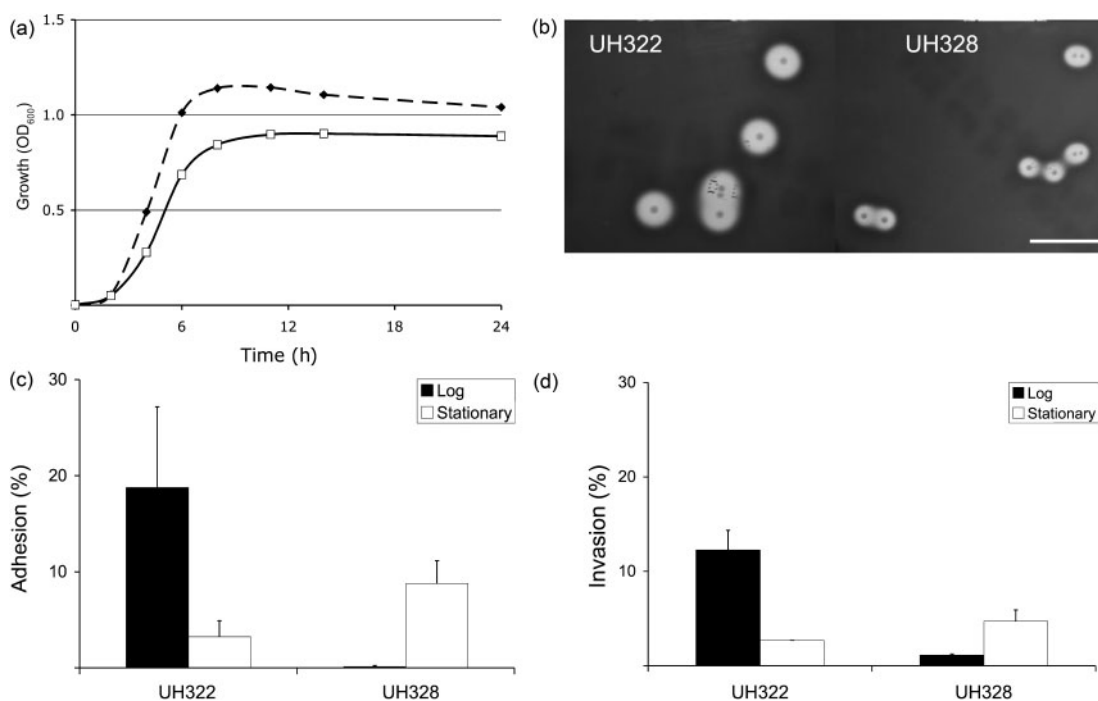 (a)
1.5
1.0
0.5
Growth (OD600)
0
6
12
18
24
Time (h)
(b)
UH322
UH328
(c)
30
20
10
Adhesion (%)
Log
Stationary
UH322
UH328
(d)
30
20
10
Invasion (%)
Log
Stationary
UH322
UH328